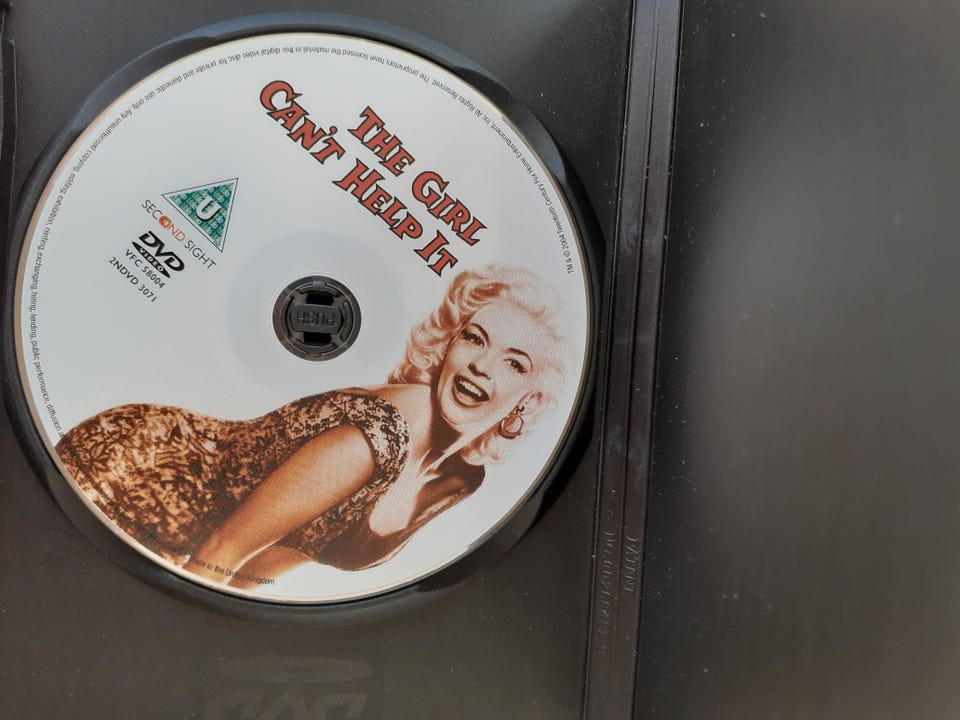 THE GIRL
CAN'T HELP IT
U
SECOND SIGHT
DVD
VIDEO
VFC 58004
2NDVD 3071
PUSH
TM & © 2004 Twentieth Century Fox Home Entertainment, Inc. All Rights Reserved. The proprietors have licensed the material in this digital video disc for private and domestic use only. Any unauthorised copying, editing, exhibition, renting, exchanging, hiring, lending, public performance, diffusion
in the United Kingdom.
DVD